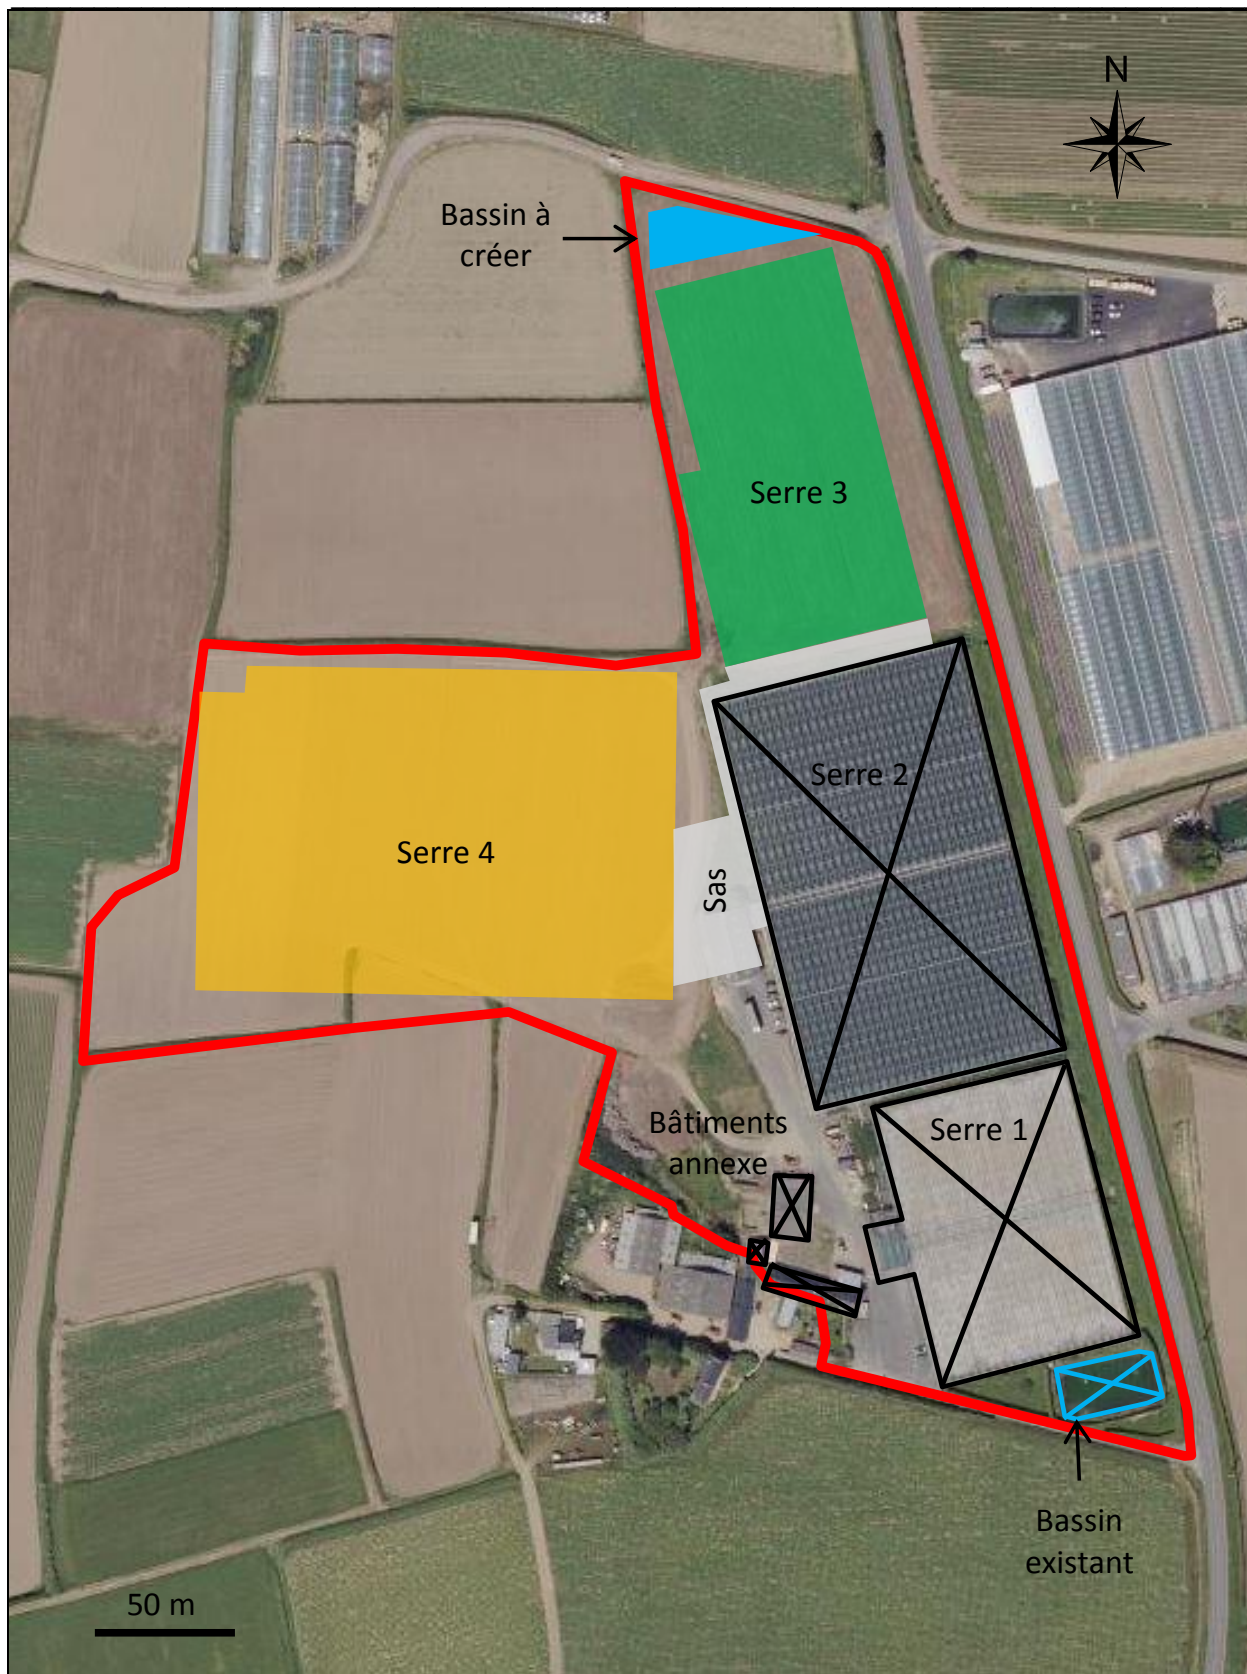 N
Bassin à
créer
Serre 3
Serre 2
Serre 4
Sas
Bâtiments
annexe
Serre 1
Bassin
existant
50 m